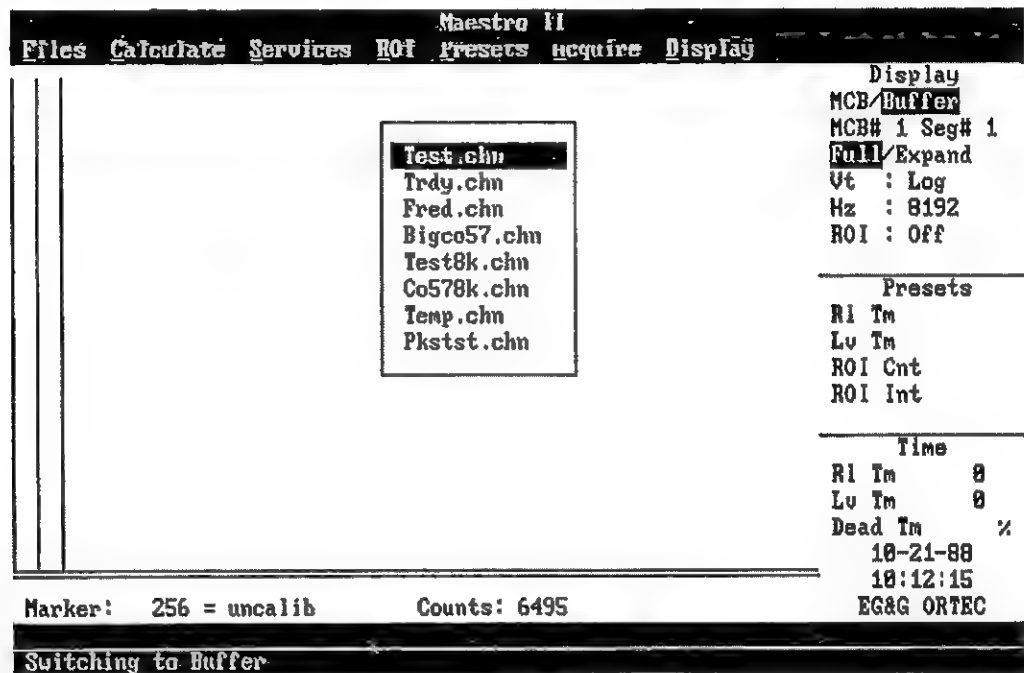 Maestro II
Files Calculate Services ROI Presets Acquire Display
Display
MCB/Buffer
MCB# 1 Seg# 1
Full/Expand
Vt : Log
Hz : 8192
ROI : Off
Test.chn
Trdy.chn
Fred.chn
Bigco57.chn
Test8k.chn
Co578k.chn
Temp.chn
Pkstst.chn
Presets
Rl Tm
Lv Tm
ROI Cnt
ROI Int
Time
Rl Tm 0
Lv Tm 0
Dead Tm %
10-21-88
10:12:15
EG&G ORTEC
Marker: 256 = uncalib Counts: 6495
Switching to Buffer